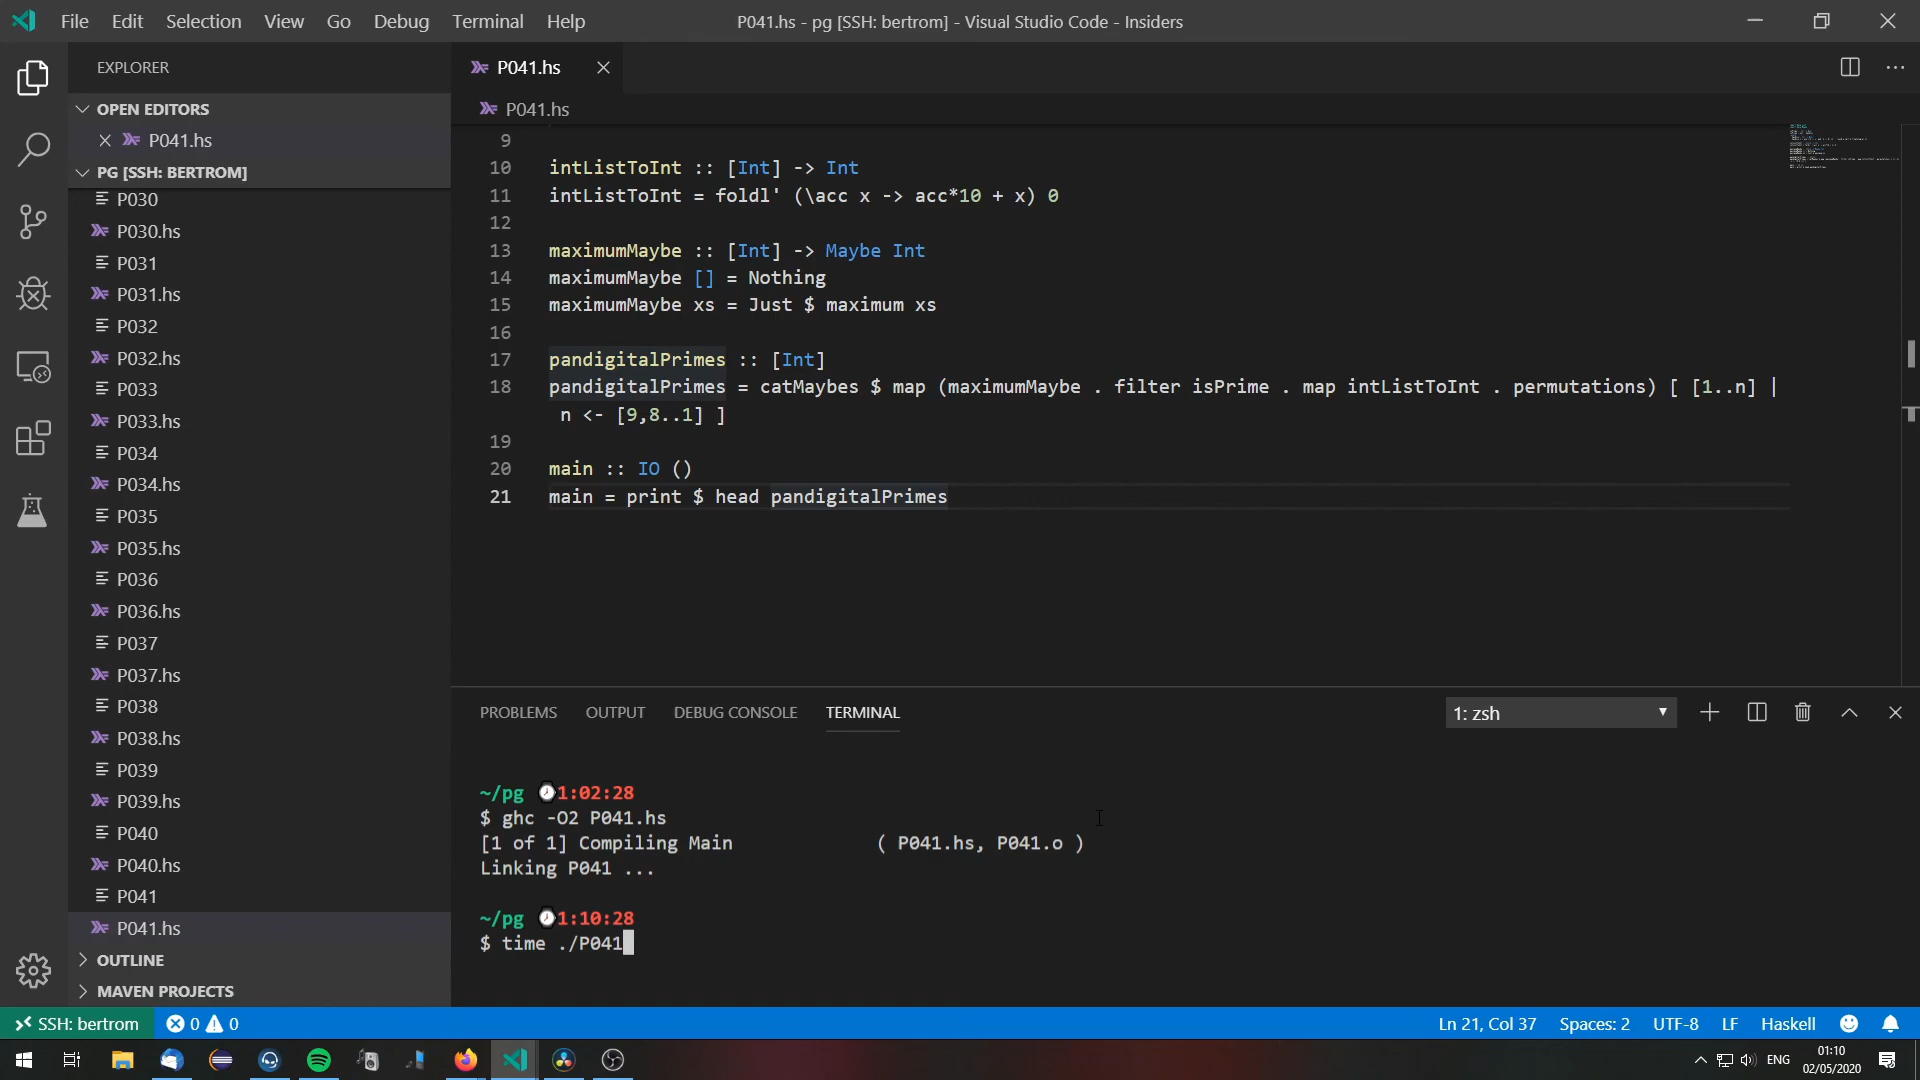 File Edit Selection View Go Debug Terminal Help
P041.hs - pg [SSH: bertrom] - Visual Studio Code - Insiders
EXPLORER
OPEN EDITORS
P041.hs
PG [SSH: BERTROM]
P030
P030.hs
P031
P031.hs
P032
P032.hs
P033
P033.hs
P034
P034.hs
P035
P035.hs
P036
P036.hs
P037
P037.hs
P038
P038.hs
P039
P039.hs
P040
P040.hs
P041
P041.hs
OUTLINE
MAVEN PROJECTS
P041.hs
P041.hs
9
10 intListToInt :: [Int] -> Int
11 intListToInt = foldl' (\acc x -> acc*10 + x) 0
12
13 maximumMaybe :: [Int] -> Maybe Int
14 maximumMaybe [] = Nothing
15 maximumMaybe xs = Just $ maximum xs
16
17 pandigitalPrimes :: [Int]
18 pandigitalPrimes = catMaybes $ map (maximumMaybe . filter isPrime . map intListToInt . permutations) [ [1..n] |
n <- [9,8..1] ]
19
20 main :: IO ()
21 main = print $ head pandigitalPrimes
PROBLEMS OUTPUT DEBUG CONSOLE TERMINAL
1: zsh
~/pg 1:02:28
$ ghc -O2 P041.hs
[1 of 1] Compiling Main ( P041.hs, P041.o )
Linking P041 ...
~/pg 1:10:28
$ time ./P041
SSH: bertrom 0 0
Ln 21, Col 37 Spaces: 2 UTF-8 LF Haskell
ENG
01:10
02/05/2020